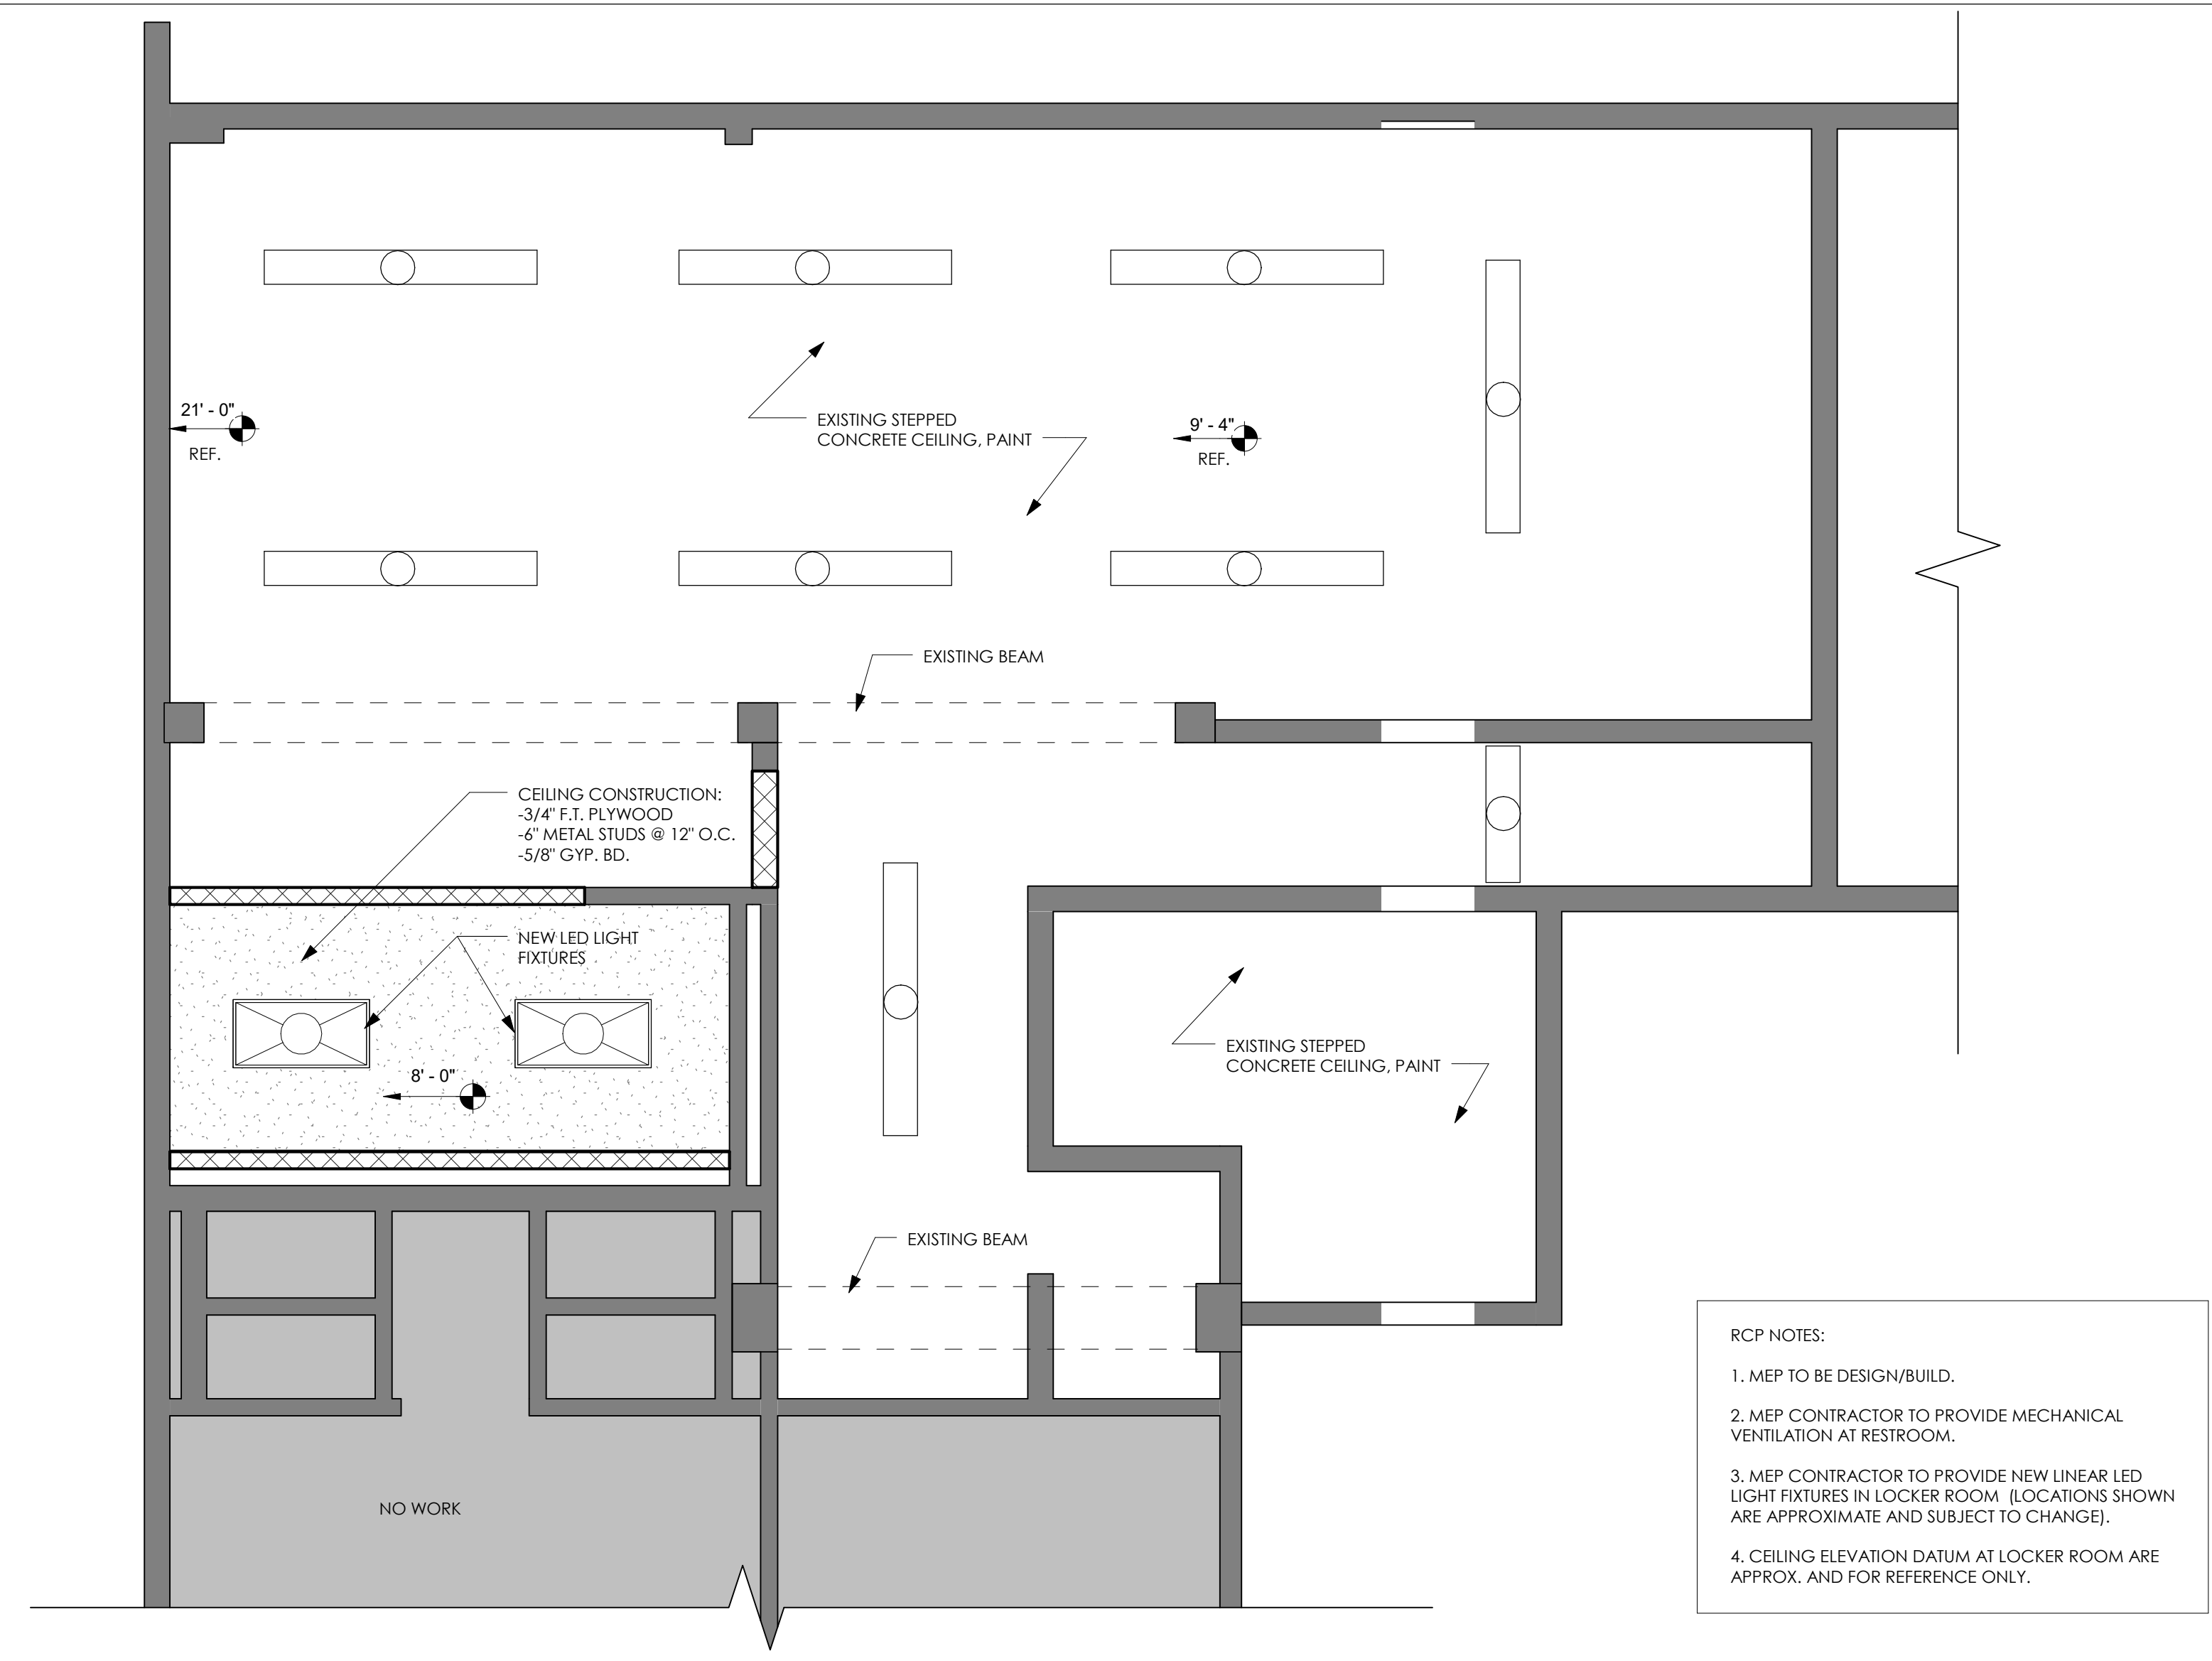 21' - 0"
REF.
EXISTING STEPPED
CONCRETE CEILING, PAINT
9' - 4"
REF.
EXISTING BEAM
CEILING CONSTRUCTION:
-3/4" F.T. PLYWOOD
-6" METAL STUDS @ 12" O.C.
-5/8" GYP. BD.
NEW LED LIGHT
FIXTURES
8' - 0"
EXISTING STEPPED
CONCRETE CEILING, PAINT
EXISTING BEAM
NO WORK
RCP NOTES:
1. MEP TO BE DESIGN/BUILD.
2. MEP CONTRACTOR TO PROVIDE MECHANICAL
VENTILATION AT RESTROOM.
3. MEP CONTRACTOR TO PROVIDE NEW LINEAR LED
LIGHT FIXTURES IN LOCKER ROOM (LOCATIONS SHOWN
ARE APPROXIMATE AND SUBJECT TO CHANGE).
4. CEILING ELEVATION DATUM AT LOCKER ROOM ARE
APPROX. AND FOR REFERENCE ONLY.